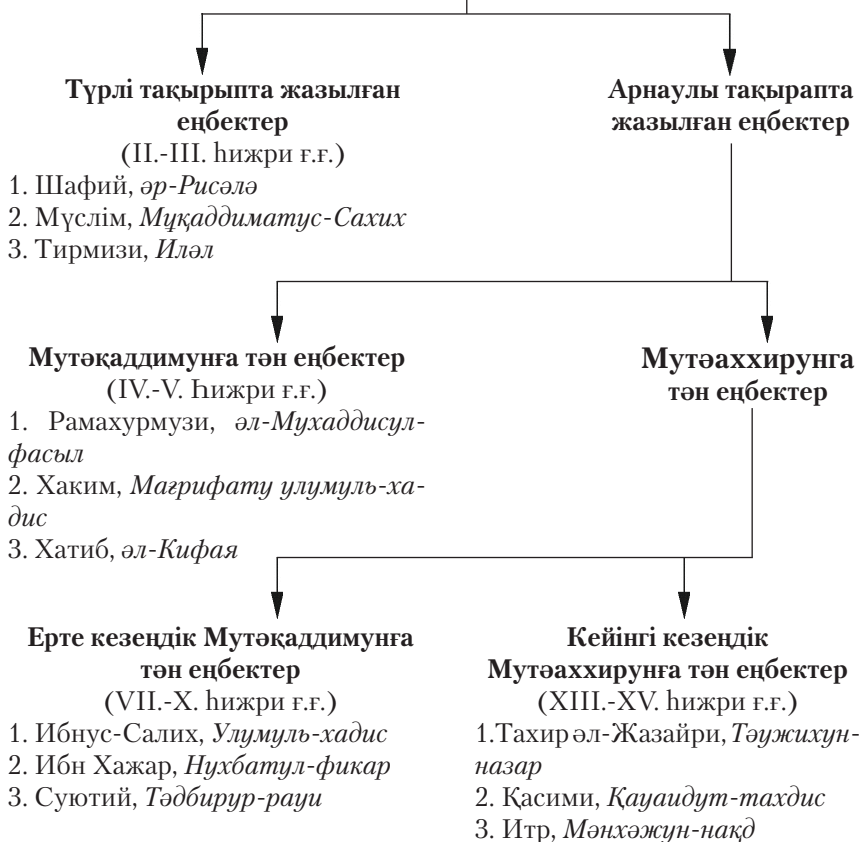 Түрлі тақырыпта жазылған
еңбектер
(II.-III. һижри ғ.ғ.)
1. Шафий, әр-Рисәлә
2. Мүслім, Мұқаддиматус-Сахих
3. Тирмизи, Иләл
Арнаулы тақырапта
жазылған еңбектер
Мутәқаддимунға тән еңбектер
(IV.-V. Һижри ғ.ғ.)
1. Рамахурмузи, әл-Мухаддисул-
фасыл
2. Хаким, Мағрифату улумуль-ха-
дис
3. Хатиб, әл-Кифая
Мутәаххирунга
тән еңбектер
Ерте кезеңдік Мутәқаддимунға
тән еңбектер
(VII.-X. һижри ғ.ғ.)
1. Ибнус-Салих, Улумуль-хадис
2. Ибн Хажар, Нухбатул-фикар
3. Суютий, Тәдбирур-рауи
Кейінгі кезеңдік
Мутәаххирунға тән еңбектер
(XIII.-XV. һижри ғ.ғ.)
1.Тахир әл-Жазайри, Тәужихун-
назар
2. Қасими, Қауаидут-тахдис
3. Итр, Мәнхәжун-нақд